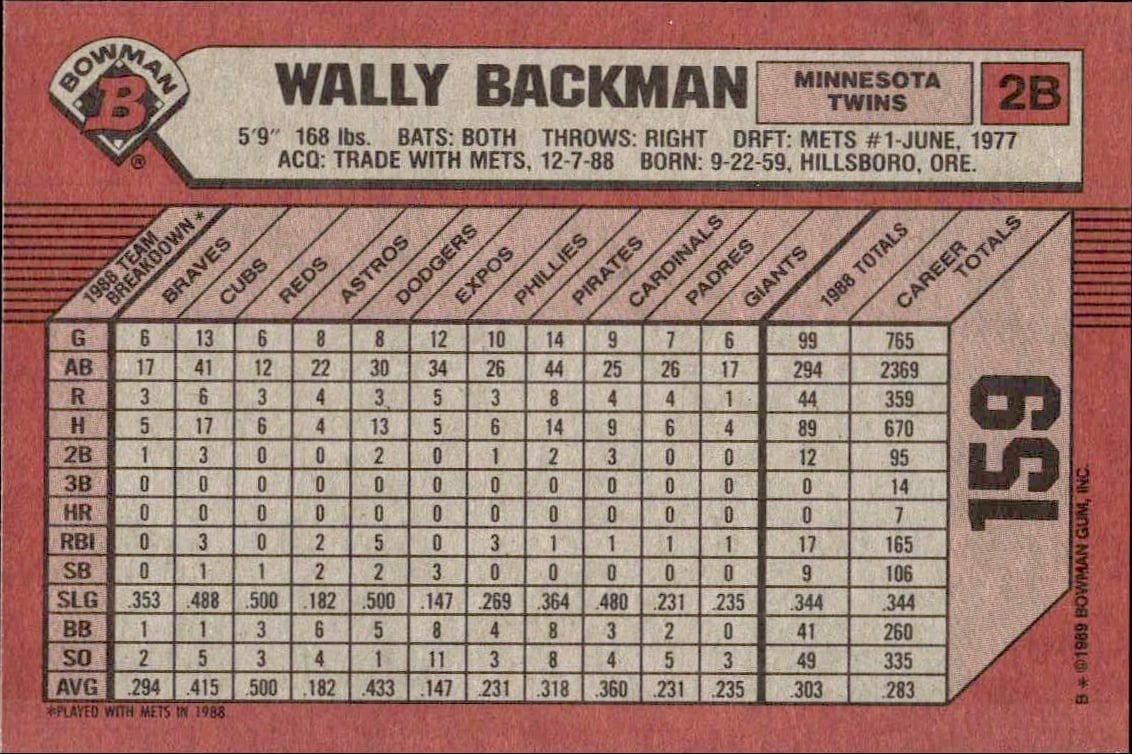 BOWMAN
B
®
WALLY BACKMAN
MINNESOTA
TWINS
2B
5'9" 168 lbs. BATS: BOTH THROWS: RIGHT DRFT: METS #1-JUNE, 1977
ACQ: TRADE WITH METS, 12-7-88 BORN: 9-22-59, HILLSBORO, ORE.
1988 TEAM
BREAKDOWN* BRAVES CUBS REDS ASTROS DODGERS EXPOS PHILLIES PIRATES CARDINALS PADRES GIANTS 1988 TOTALS CAREER TOTALS
G 6 13 6 8 8 12 10 14 9 7 6 99 765
AB 17 41 12 22 30 34 26 44 25 26 17 294 2369
R 3 6 3 4 3 5 3 8 4 4 1 44 359
H 5 17 6 4 13 5 6 14 9 6 4 89 670
2B 1 3 0 0 2 0 1 2 3 0 0 12 95
3B 0 0 0 0 0 0 0 0 0 0 0 0 14
HR 0 0 0 0 0 0 0 0 0 0 0 0 7
RBI 0 3 0 2 5 0 3 1 1 1 1 17 165
SB 0 1 1 2 2 3 0 0 0 0 0 9 106
SLG .353 .488 .500 .182 .500 .147 .269 .364 .480 .231 .235 .344 .344
BB 1 1 3 6 5 8 4 8 3 2 0 41 260
SO 2 5 3 4 1 11 3 8 4 5 3 49 335
AVG .294 .415 .500 .182 .433 .147 .231 .318 .360 .231 .235 .303 .283
*PLAYED WITH METS IN 1988
159
B * ©1989 BOWMAN GUM, INC.